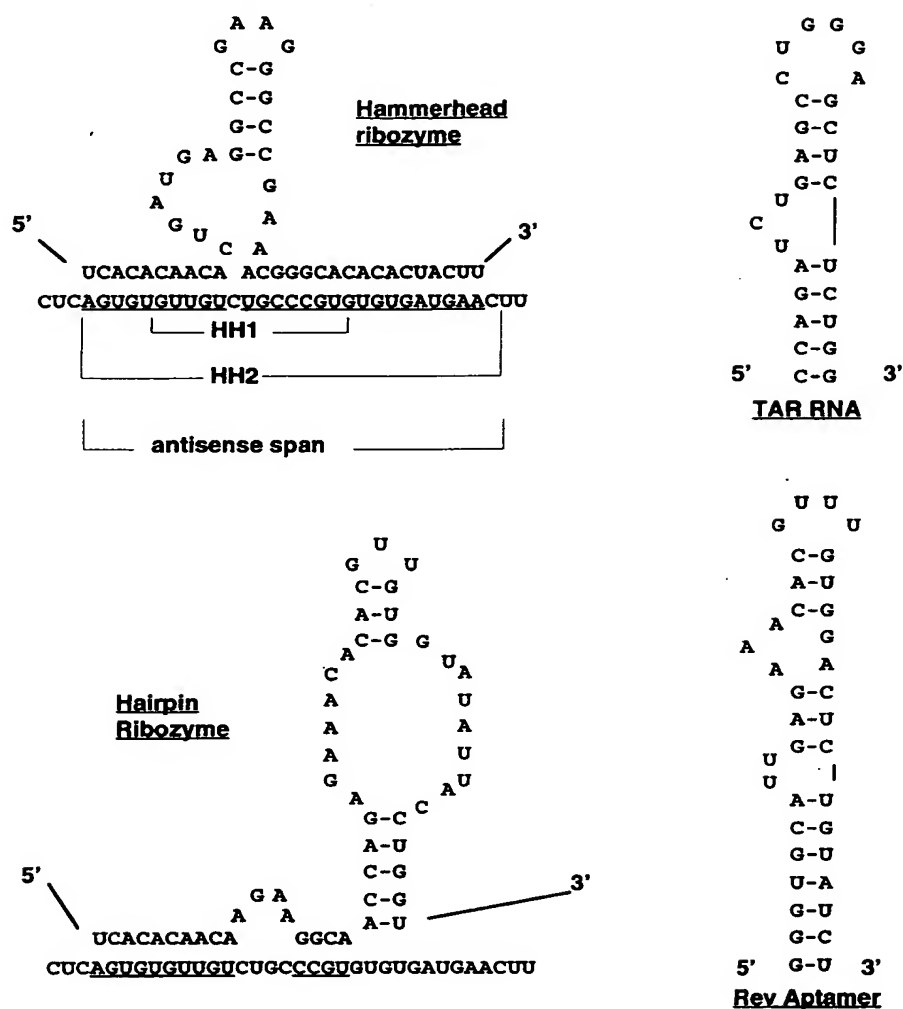 A A
G G
C-G
C-G
G-C
G A G-C
U G
A A
G
U
C A
Hammerhead
ribozyme
5' 3'
UCACACAACA ACGGGCACACACUACUU
CUCAGUGUGUUGUCUGCCCGUGUGUGAUGAACUU
HH1
HH2
antisense span
G G
U G
C A
C-G
G-C
A-U
G-C
U
C
U
A-U
G-C
A-U
C-G
5' C-G 3'
TAR RNA
U
G U
C-G
A-U
C-G G
A U
C A
A U
A A
A U
G U
A A
G-C C
A-U
C-G
C-G
A-U
Hairpin
Ribozyme
5' 3'
G A
A A
UCACACAACA GGCA
CUCAGUGUGUUGUCUGCCCGUGUGUGAUGAACUU
U U
G U
C-G
A-U
C-G
A G
A A
A
G-C
A-U
G-C
U
U
A-U
C-G
G-U
U-A
G-U
G-C
5' G-U 3'
Rev Aptamer